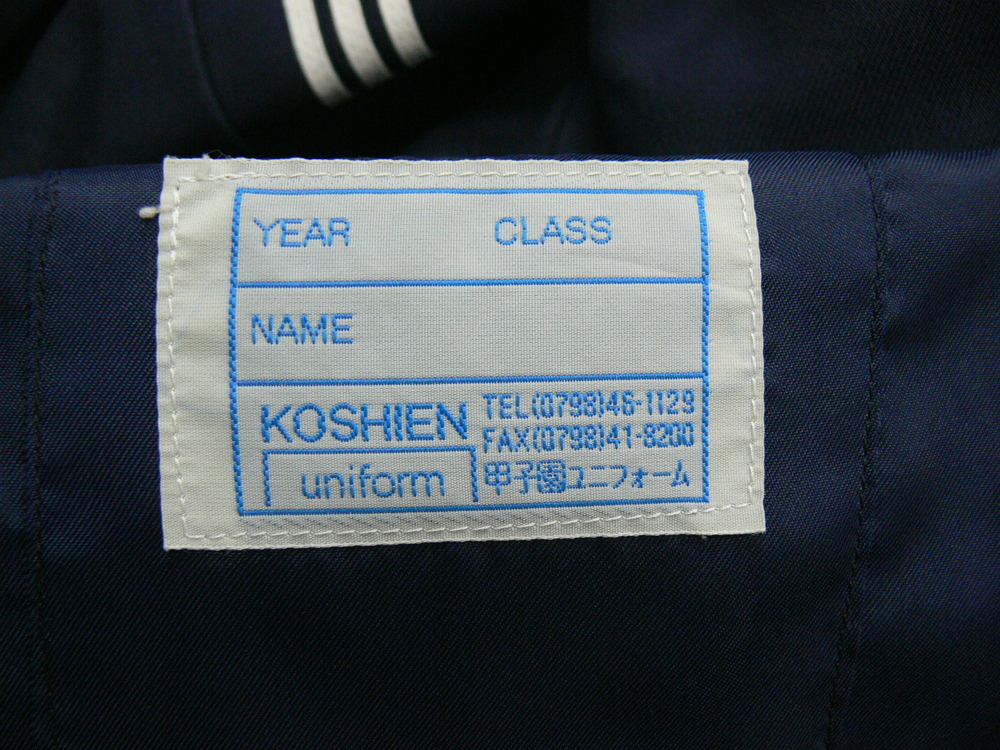 YEAR CLASS
NAME
KOSHIEN
uniform
TEL(0798)46-1129
FAX(0798)41-8200
甲子園ユニフォーム